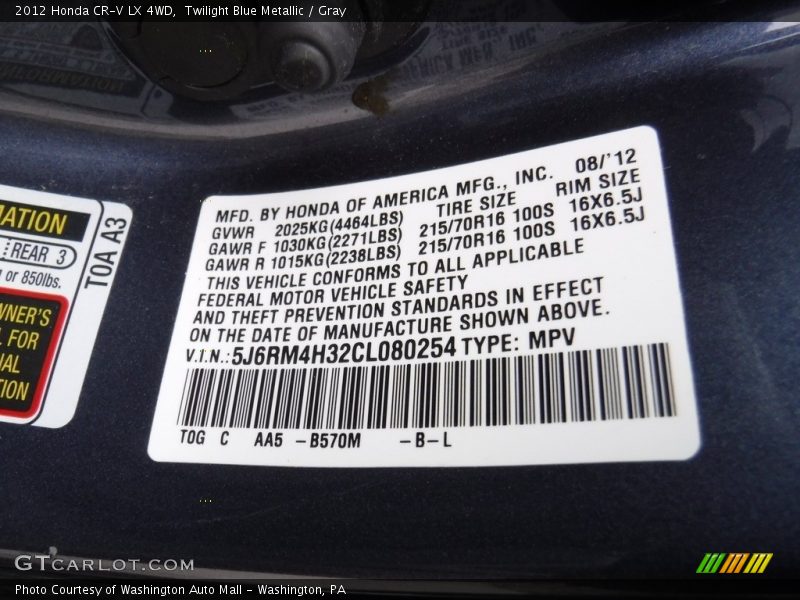 2012 Honda CR-V LX 4WD, Twilight Blue Metallic / Gray
MATION
REAR 3
or 850lbs.
WNER'S
FOR
TION
TOA A3
MFD. BY HONDA OF AMERICA MFG., INC. 08/'12
GVWR 2025KG(4464LBS) TIRE SIZE RIM SIZE
GAWR F 1030KG(2271LBS) 215/70R16 100S 16X6.5J
GAWR R 1015KG(2238LBS) 215/70R16 100S 16X6.5J
THIS VEHICLE CONFORMS TO ALL APPLICABLE
FEDERAL MOTOR VEHICLE SAFETY
AND THEFT PREVENTION STANDARDS IN EFFECT
ON THE DATE OF MANUFACTURE SHOWN ABOVE.
V.I.N.:5J6RM4H32CL080254 TYPE: MPV
TOG C AA5 -B570M -B-L
GTCARLOT.COM
Photo Courtesy of Washington Auto Mall - Washington, PA